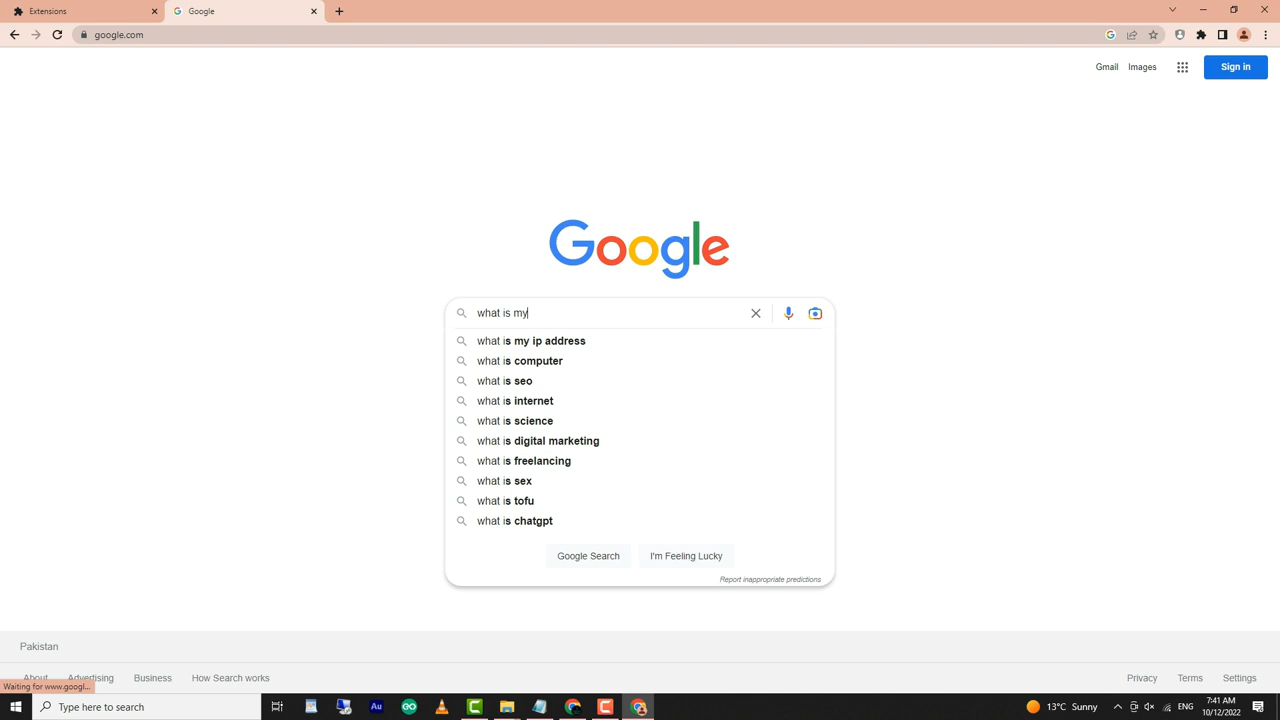 Extensions
Google
google.com
Gmail
Images
Sign in
Google
what is my
what is my ip address
what is computer
what is seo
what is internet
what is science
what is digital marketing
what is freelancing
what is sex
what is tofu
what is chatgpt
Google Search
I'm Feeling Lucky
Report inappropriate predictions
Pakistan
About
Advertising
Business
How Search works
Privacy
Terms
Settings
Waiting for www.googl...
Type here to search
Au
13°C Sunny
ENG
7:41 AM
10/12/2022